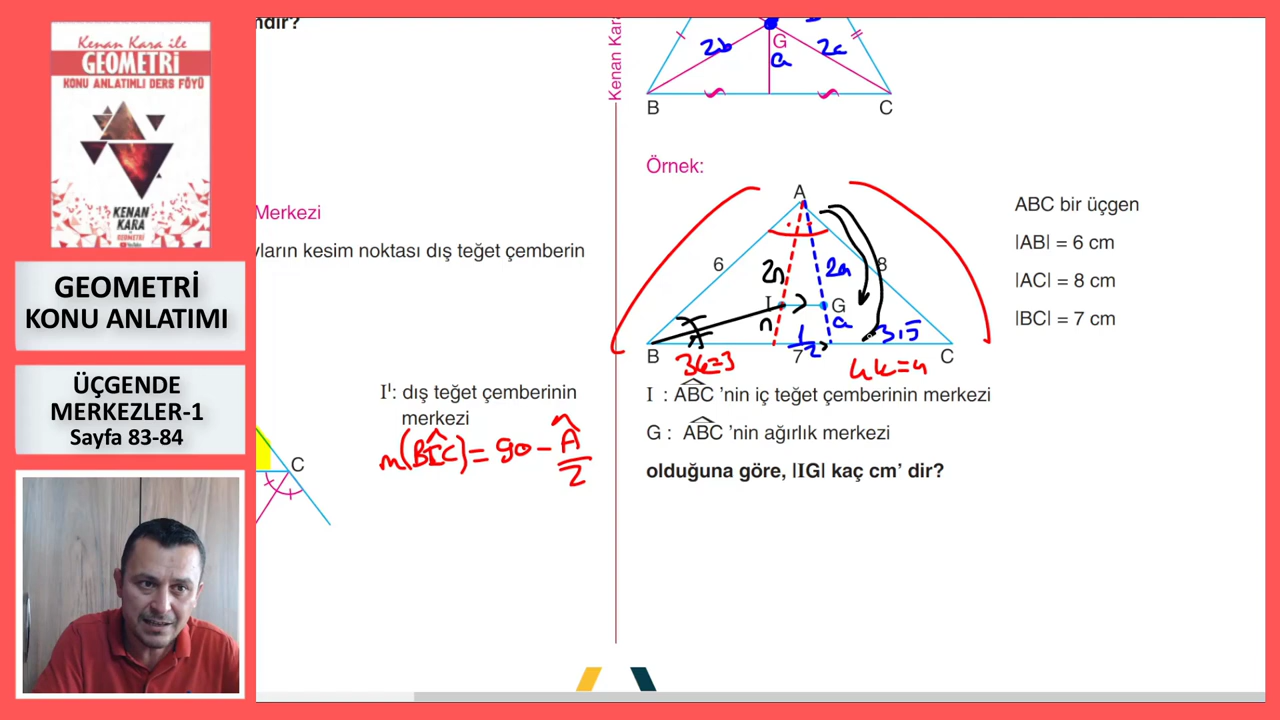 Kenan Kara ile
GEOMETRİ
KONU ANLATIMLI DERS FÖYÜ
KENAN
KARA
GEOMETRİ
GEOMETRİ
KONU ANLATIMI
ÜÇGENDE
MERKEZLER-1
Sayfa 83-84
Merkezi
yların kesim noktası dış teğet çemberin
I': dış teğet çemberinin
merkezi
m(BIC) = 90 - A/2
C
Kenan Kara
2b
G
2c
a
B
C
Örnek:
A
6
8
2n
2a
I
G
n
a
1/2
3,5
B
3k=3
7
4k=4
C
ABC bir üçgen
|AB| = 6 cm
|AC| = 8 cm
|BC| = 7 cm
I : ABC 'nin iç teğet çemberinin merkezi
G : ABC 'nin ağırlık merkezi
olduğuna göre, |IG| kaç cm' dir?